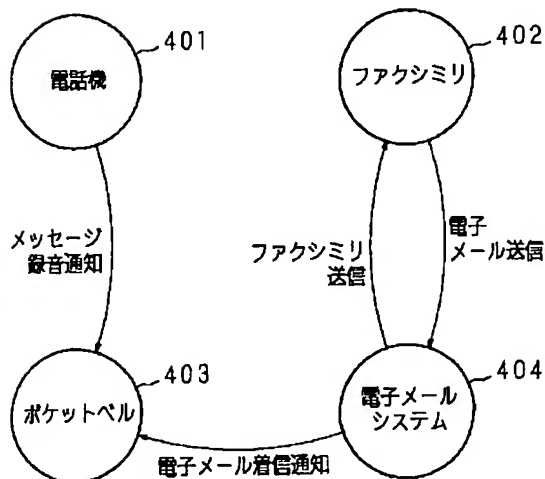 401
電話機
402
ファクシミリ
メッセージ
録音通知
ファクシミリ
送信
電子
メール送信
403
ポケットベル
404
電子メール
システム
電子メール着信通知